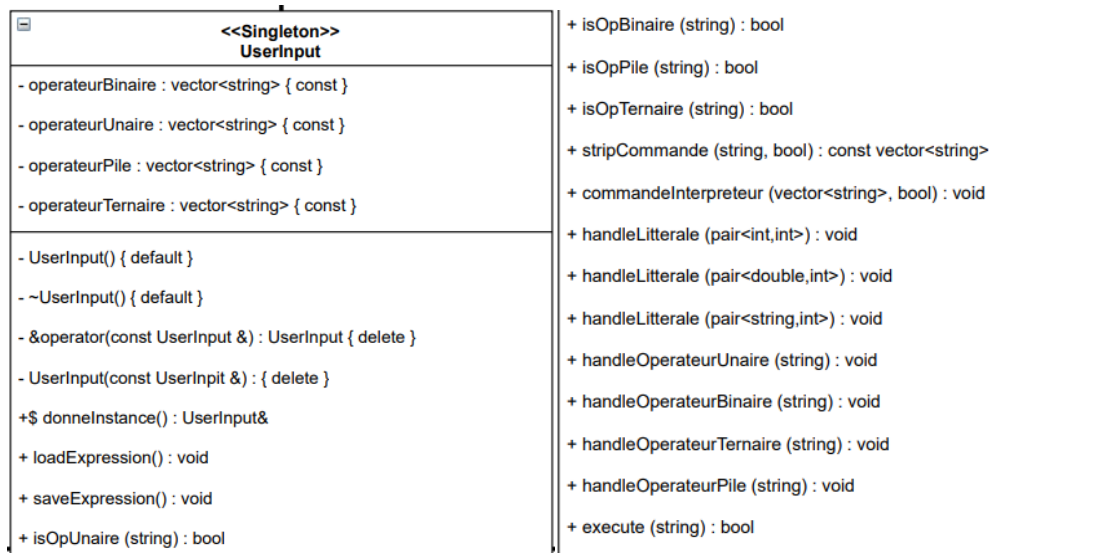 <<Singleton>>
UserInput
- operateurBinaire : vector<string> { const }
- operateurUnaire : vector<string> { const }
- operateurPile : vector<string> { const }
- operateurTernaire : vector<string> { const }
- UserInput() { default }
- ~UserInput() { default }
- &operator(const UserInput &) : UserInput { delete }
- UserInput(const UserInpit &) : { delete }
+$ donneInstance() : UserInput&
+ loadExpression() : void
+ saveExpression() : void
+ isOpUnaire (string) : bool
+ isOpBinaire (string) : bool
+ isOpPile (string) : bool
+ isOpTernaire (string) : bool
+ stripCommande (string, bool) : const vector<string>
+ commandeInterpreteur (vector<string>, bool) : void
+ handleLitterale (pair<int,int>) : void
+ handleLitterale (pair<double,int>) : void
+ handleLitterale (pair<string,int>) : void
+ handleOperateurUnaire (string) : void
+ handleOperateurBinaire (string) : void
+ handleOperateurTernaire (string) : void
+ handleOperateurPile (string) : void
+ execute (string) : bool